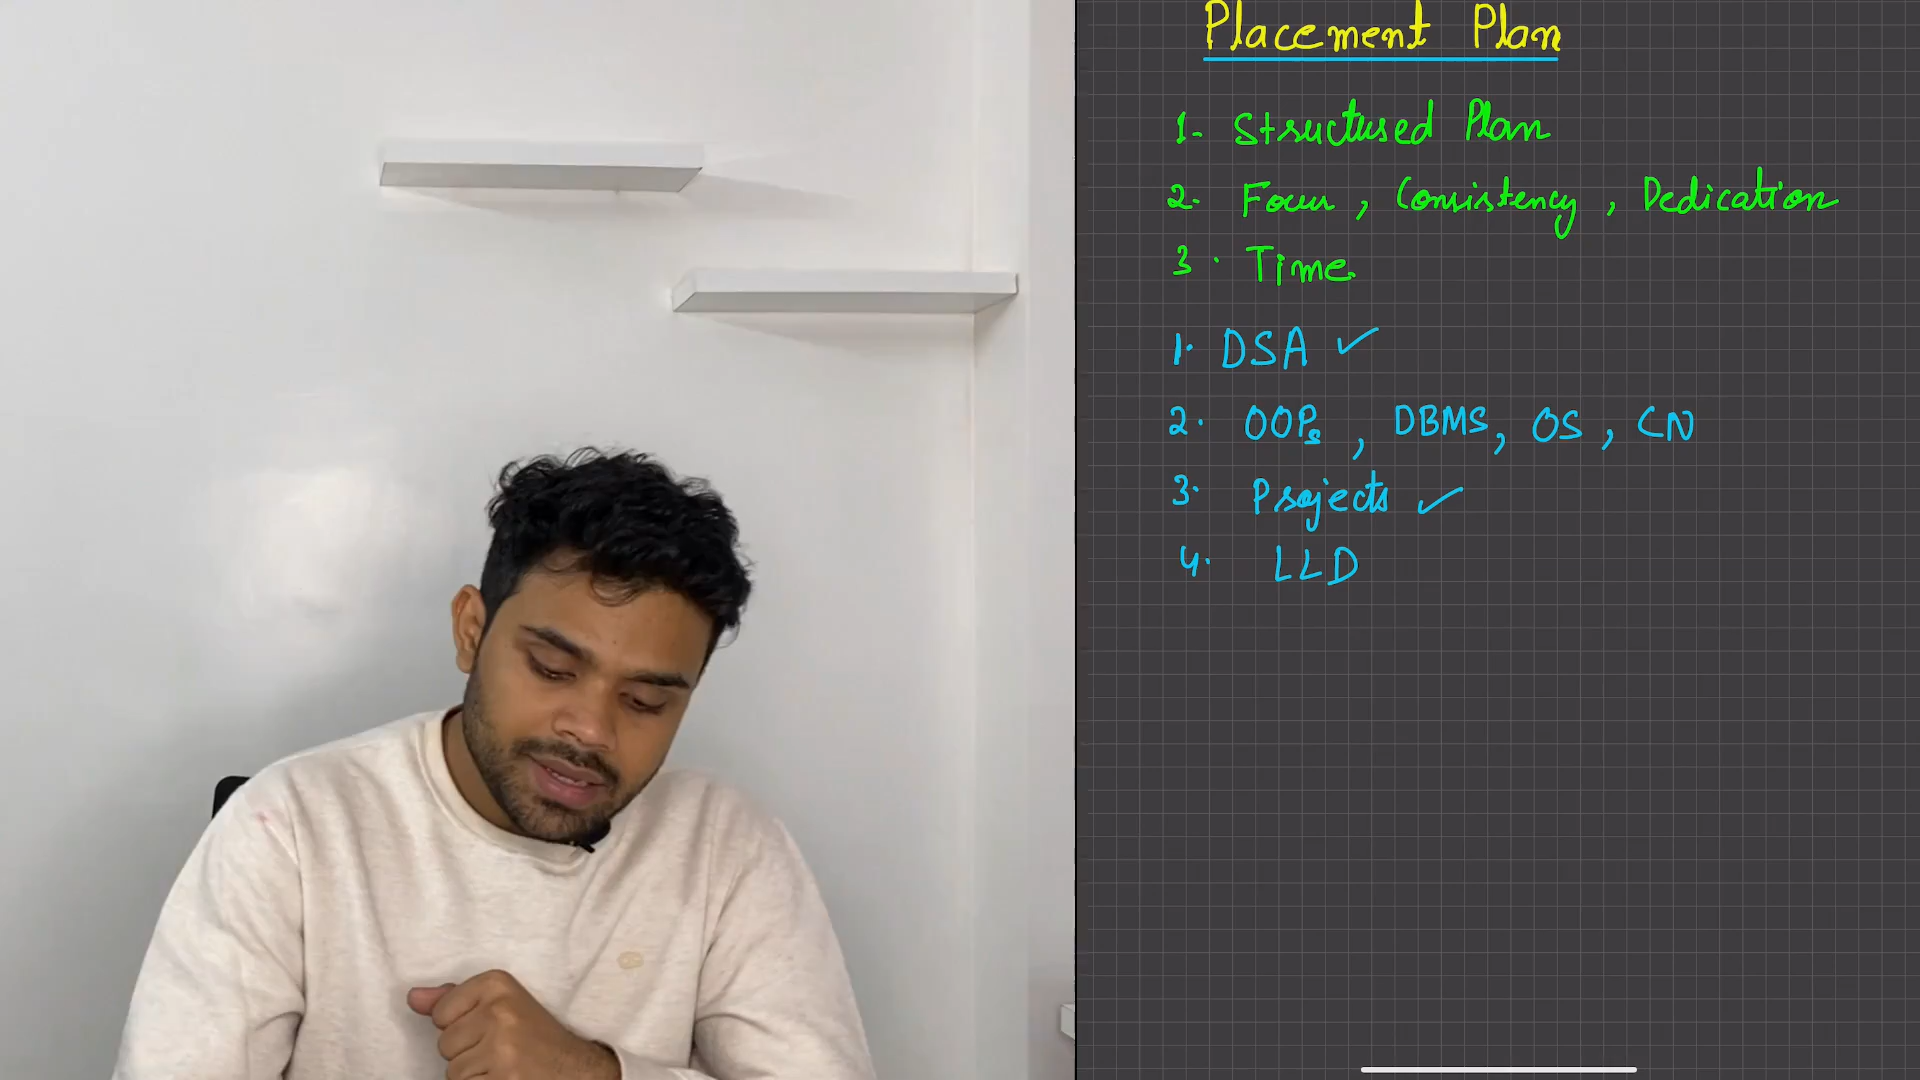 Placement Plan
1. Structured Plan
2. Focus, Consistency, Dedication
3. Time.
1. DSA ✓
2. OOPs, DBMS, OS, CN
3. Projects ✓
4. LLD